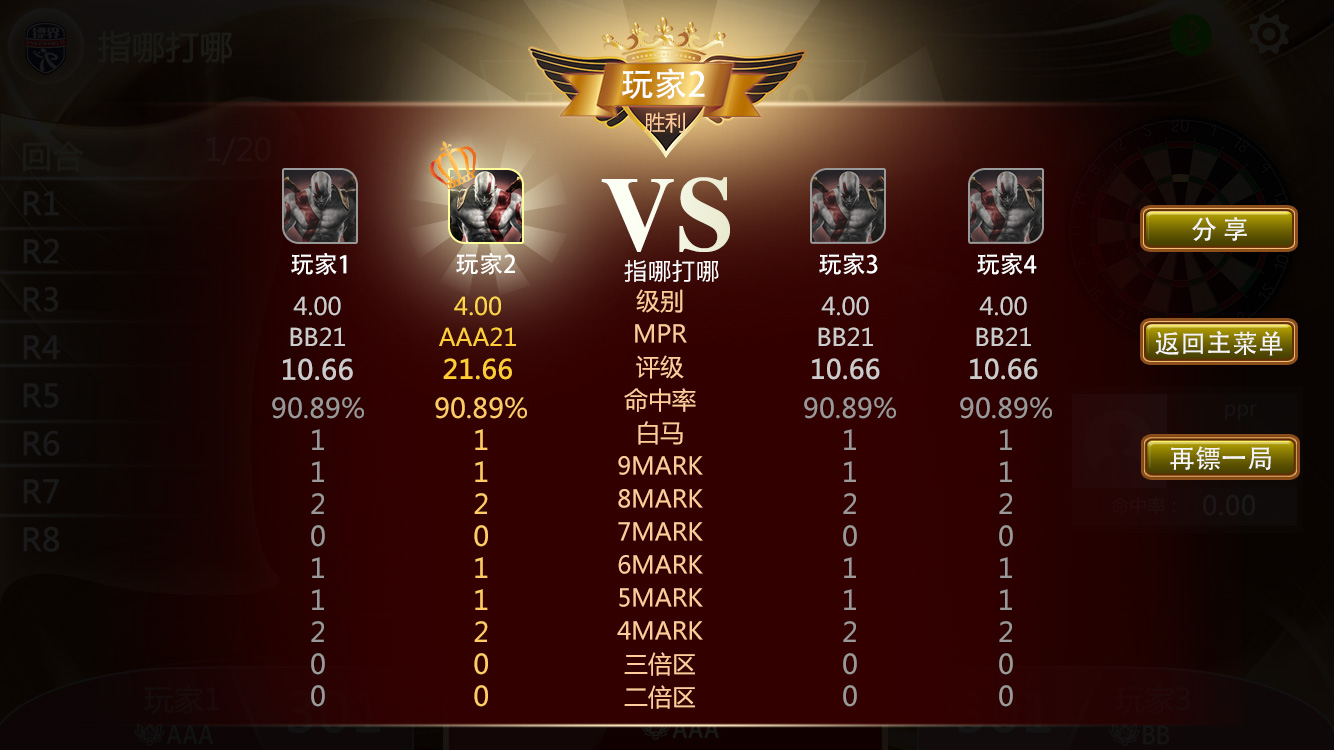 指哪打哪
玩家2
胜利
回合 1/20
R1
R2
R3
R4
R5
R6
R7
R8
VS
指哪打哪
玩家1 玩家2 玩家3 玩家4
4.00 4.00 级别 4.00 4.00
BB21 AAA21 MPR BB21 BB21
10.66 21.66 评级 10.66 10.66
90.89% 90.89% 命中率 90.89% 90.89%
1 1 白马 1 1
1 1 9MARK 1 1
2 2 8MARK 2 2
0 0 7MARK 0 0
1 1 6MARK 1 1
1 1 5MARK 1 1
2 2 4MARK 2 2
0 0 三倍区 0 0
0 0 二倍区 0 0
分享
返回主菜单
再镖一局
ppr
命中率： 0.00
玩家1 301 301 玩家3
AAA AAA BB